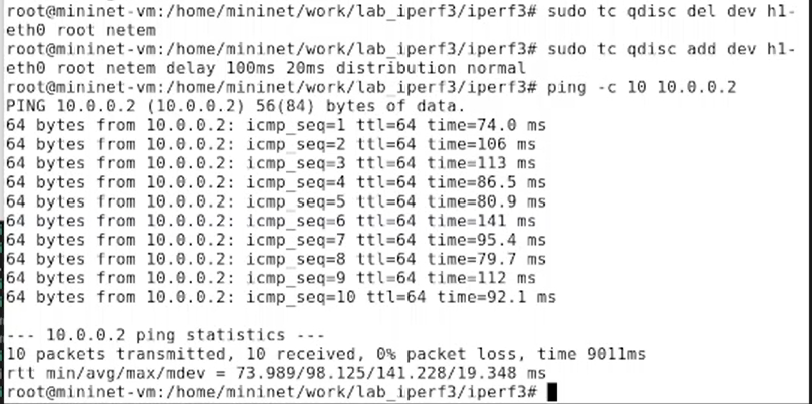 root@mininet-vm:/home/mininet/work/lab_iperf3/iperf3# sudo tc qdisc del dev h1-
eth0 root netem
root@mininet-vm:/home/mininet/work/lab_iperf3/iperf3# sudo tc qdisc add dev h1-
eth0 root netem delay 100ms 20ms distribution normal
root@mininet-vm:/home/mininet/work/lab_iperf3/iperf3# ping -c 10 10.0.0.2
PING 10.0.0.2 (10.0.0.2) 56(84) bytes of data.
64 bytes from 10.0.0.2: icmp_seq=1 ttl=64 time=74.0 ms
64 bytes from 10.0.0.2: icmp_seq=2 ttl=64 time=106 ms
64 bytes from 10.0.0.2: icmp_seq=3 ttl=64 time=113 ms
64 bytes from 10.0.0.2: icmp_seq=4 ttl=64 time=86.5 ms
64 bytes from 10.0.0.2: icmp_seq=5 ttl=64 time=80.9 ms
64 bytes from 10.0.0.2: icmp_seq=6 ttl=64 time=141 ms
64 bytes from 10.0.0.2: icmp_seq=7 ttl=64 time=95.4 ms
64 bytes from 10.0.0.2: icmp_seq=8 ttl=64 time=79.7 ms
64 bytes from 10.0.0.2: icmp_seq=9 ttl=64 time=112 ms
64 bytes from 10.0.0.2: icmp_seq=10 ttl=64 time=92.1 ms
--- 10.0.0.2 ping statistics ---
10 packets transmitted, 10 received, 0% packet loss, time 9011ms
rtt min/avg/max/mdev = 73.989/98.125/141.228/19.348 ms
root@mininet-vm:/home/mininet/work/lab_iperf3/iperf3#